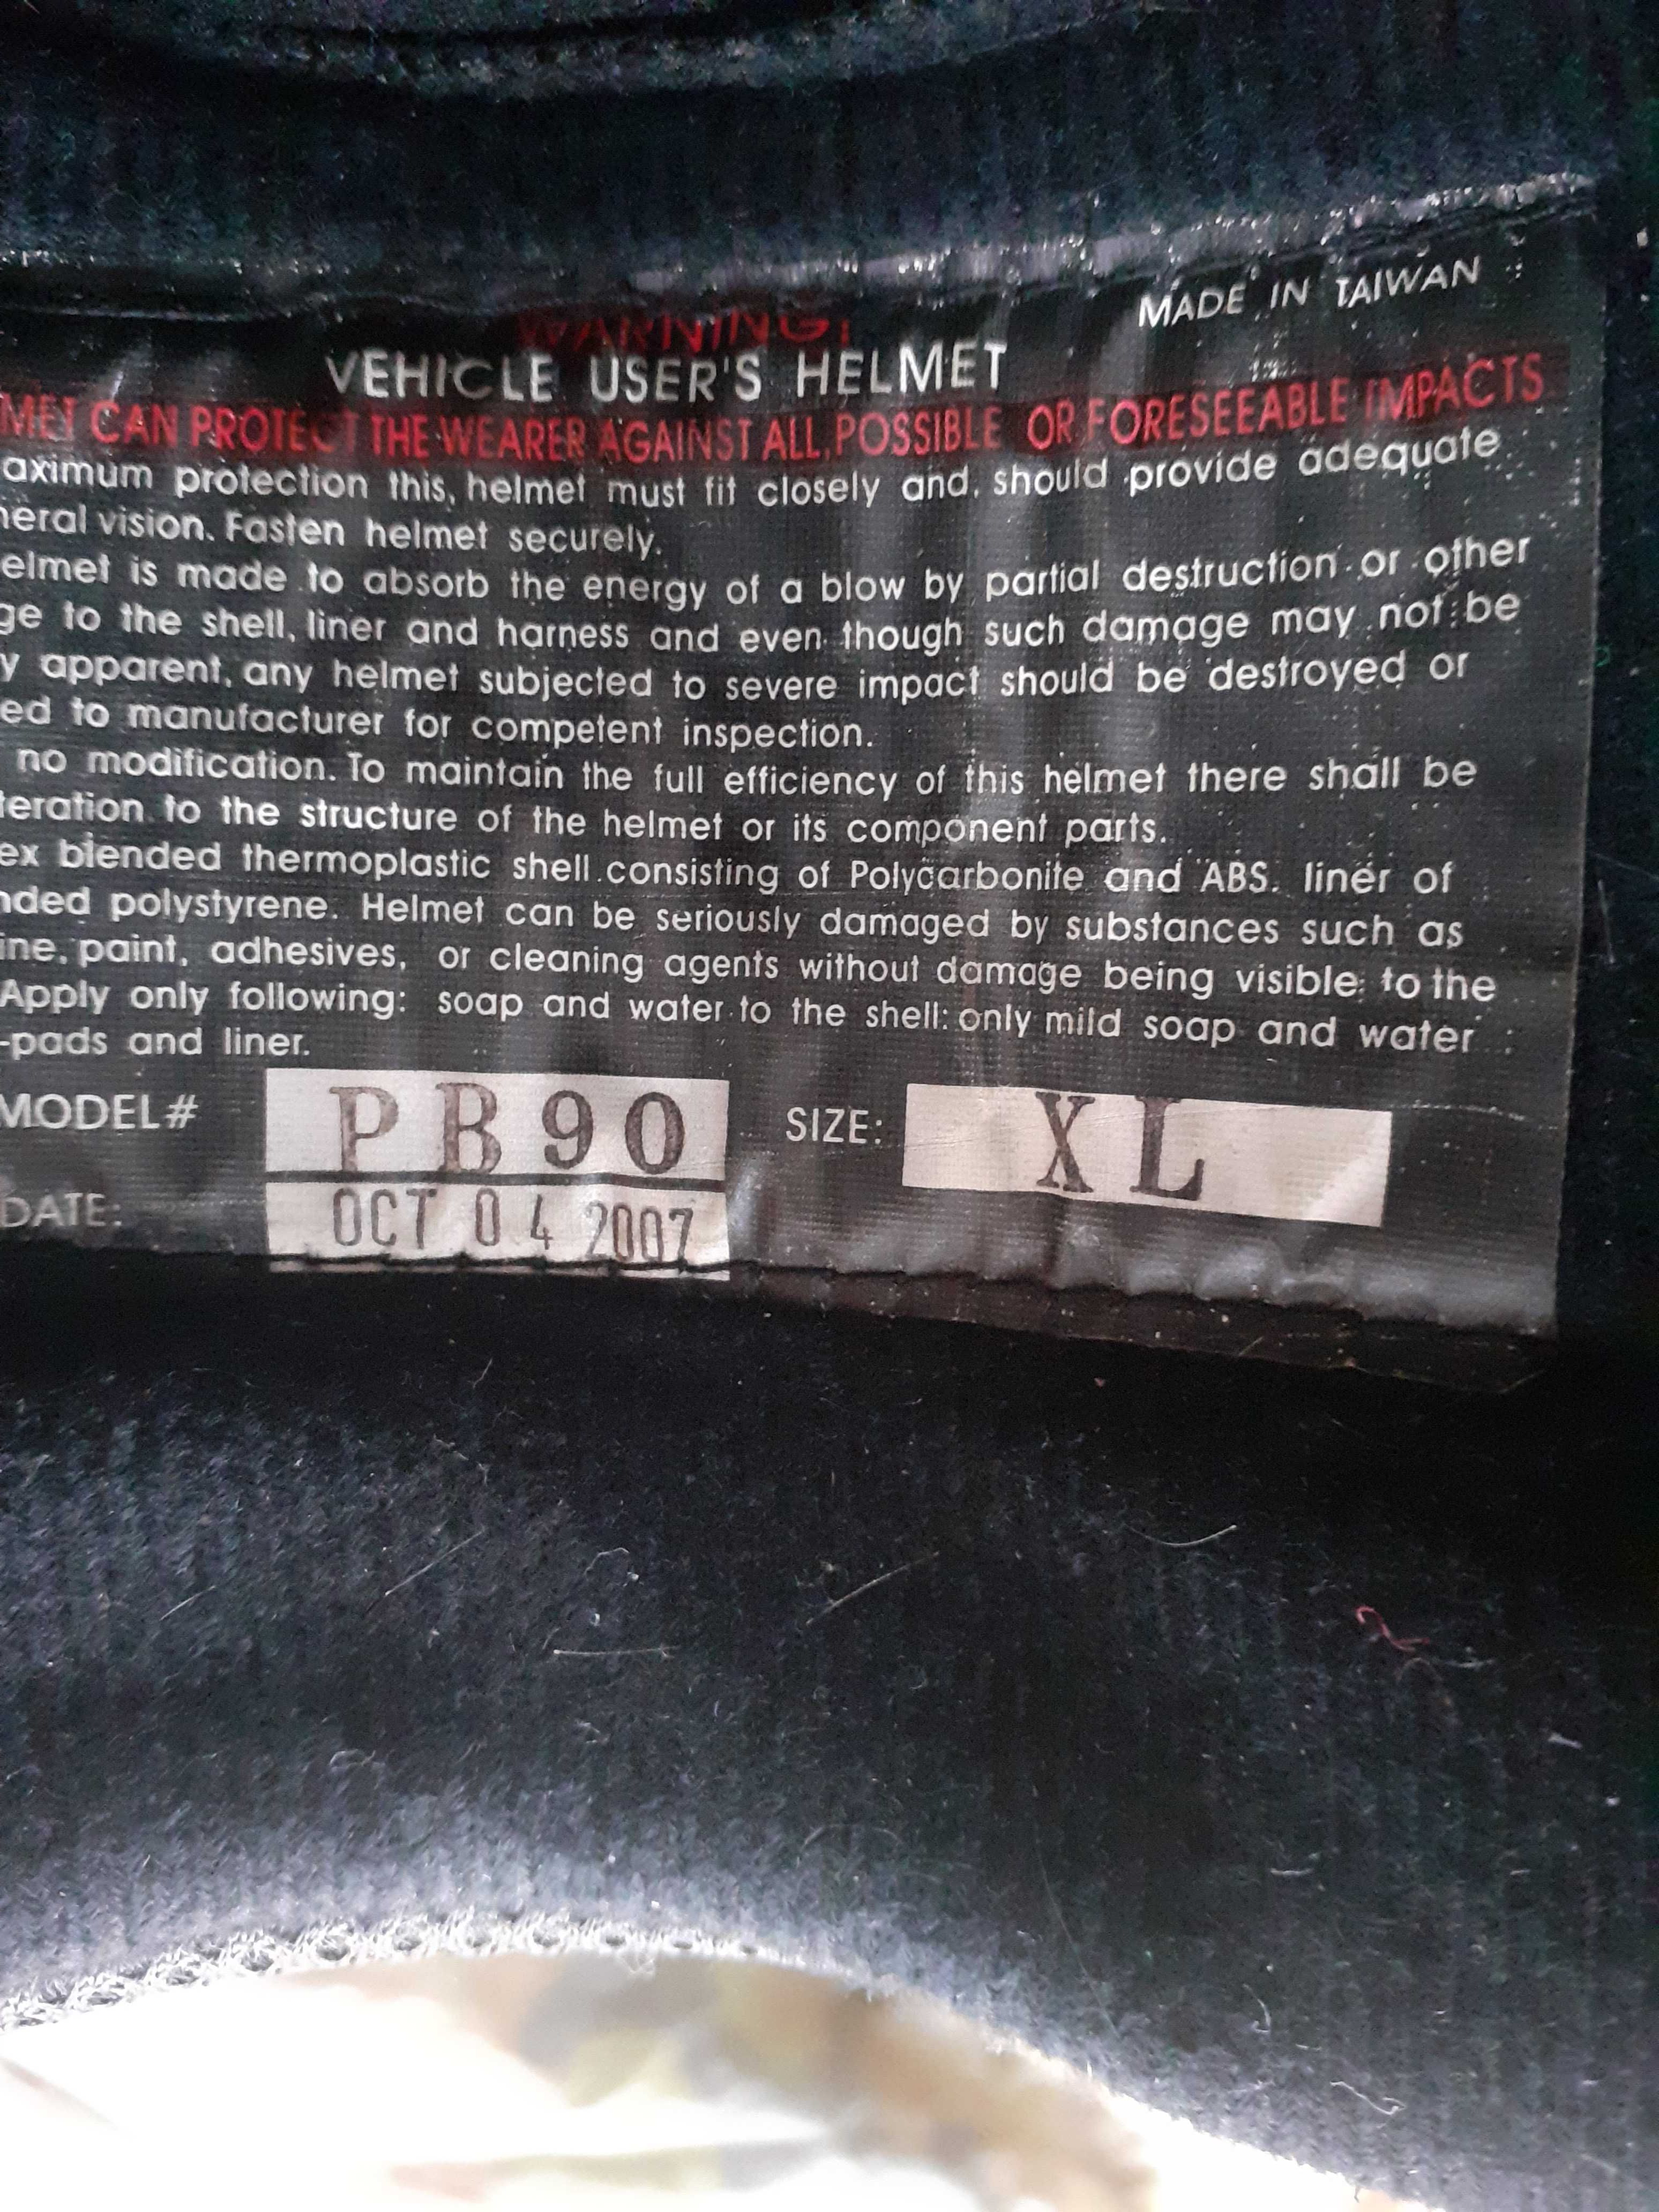 MADE IN TAIWAN
WARNING!
VEHICLE USER'S HELMET
MET CAN PROTECT THE WEARER AGAINST ALL POSSIBLE OR FORESEEABLE IMPACTS
aximum protection this, helmet must fit closely and, should provide adequate
heral vision. Fasten helmet securely.
elmet is made to absorb the energy of a blow by partial destruction or other
ge to the shell, liner and harness and even though such damage may not be
y apparent, any helmet subjected to severe impact should be destroyed or
ed to manufacturer for competent inspection.
no modification. To maintain the full efficiency of this helmet there shall be
teration to the structure of the helmet or its component parts.
ex blended thermoplastic shell consisting of Polycarbonite and ABS. liner of
nded polystyrene. Helmet can be seriously damaged by substances such as
ine, paint, adhesives, or cleaning agents without damage being visible to the
Apply only following: soap and water to the shell: only mild soap and water
-pads and liner.
MODEL# PB90 SIZE: XL
DATE: OCT 04 2007